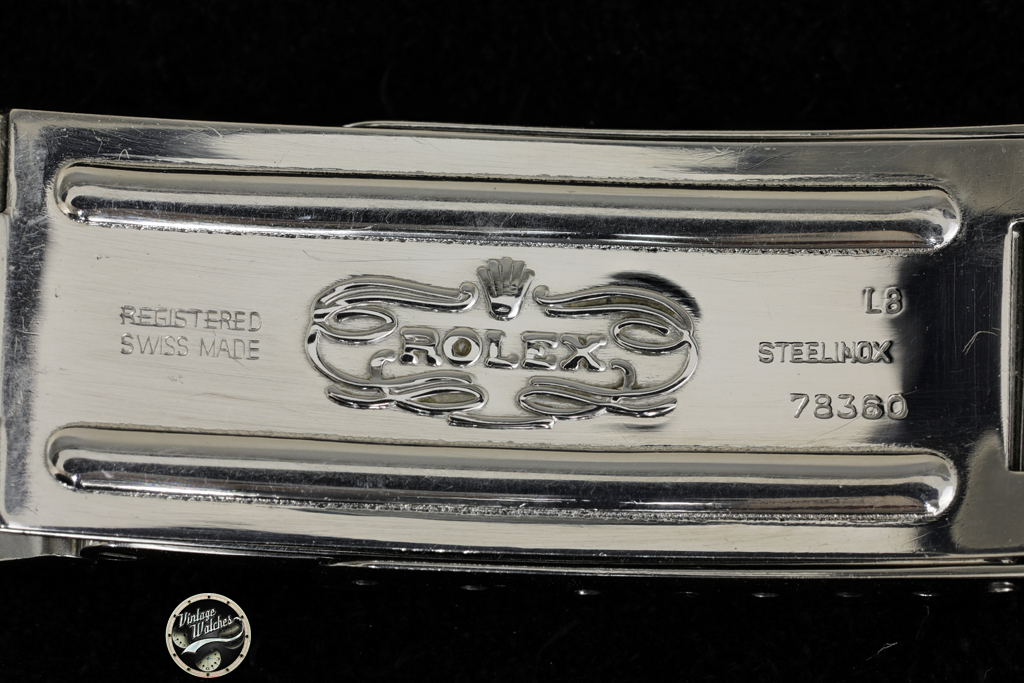 REGISTERED
SWISS MADE
ROLEX
L8
STEELINOX
78360
Vintage
Watches